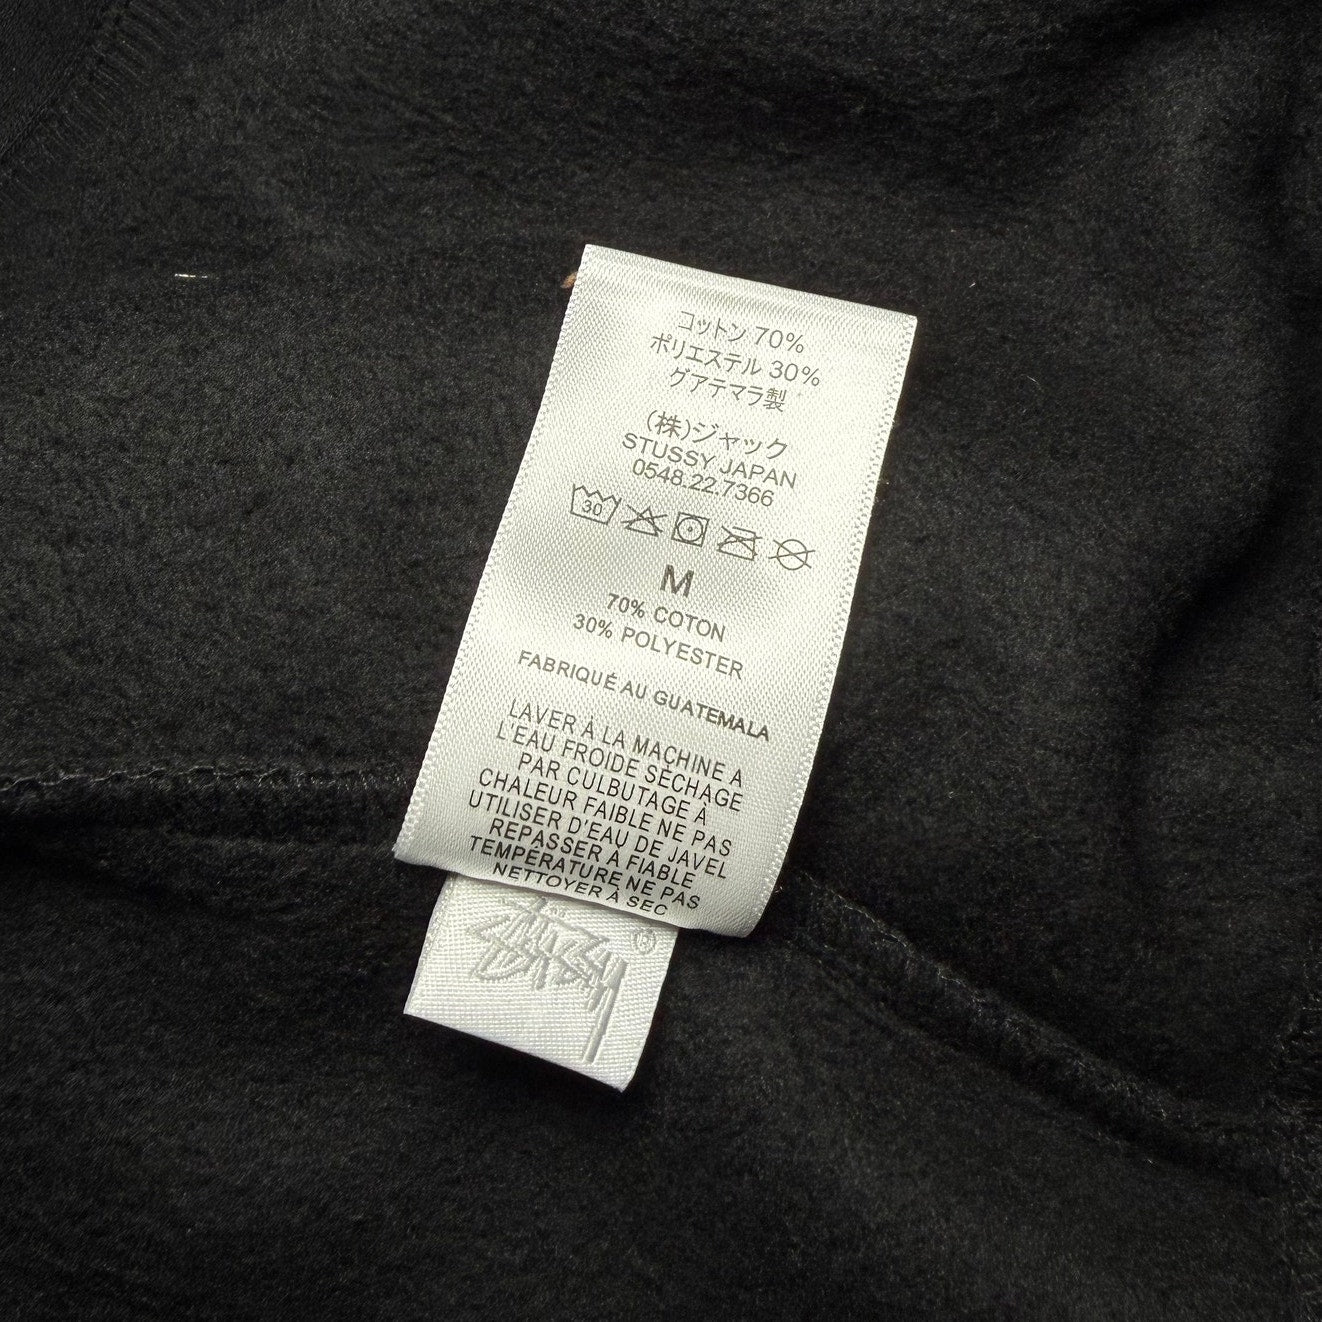 コットン 70%
ポリエステル 30%
グアテマラ製
(株)ジャック
STUSSY JAPAN
0548.22.7366
30
M
70% COTON
30% POLYESTER
FABRIQUÉ AU GUATEMALA
LAVER À LA MACHINE A
L'EAU FROIDE SÉCHAGE
PAR CULBUTAGE À
CHALEUR FAIBLE NE PAS
UTILISER D'EAU DE JAVEL
REPASSER À FIABLE
TEMPÉRATURE NE PAS
NETTOYER À SEC
Stüssy ®